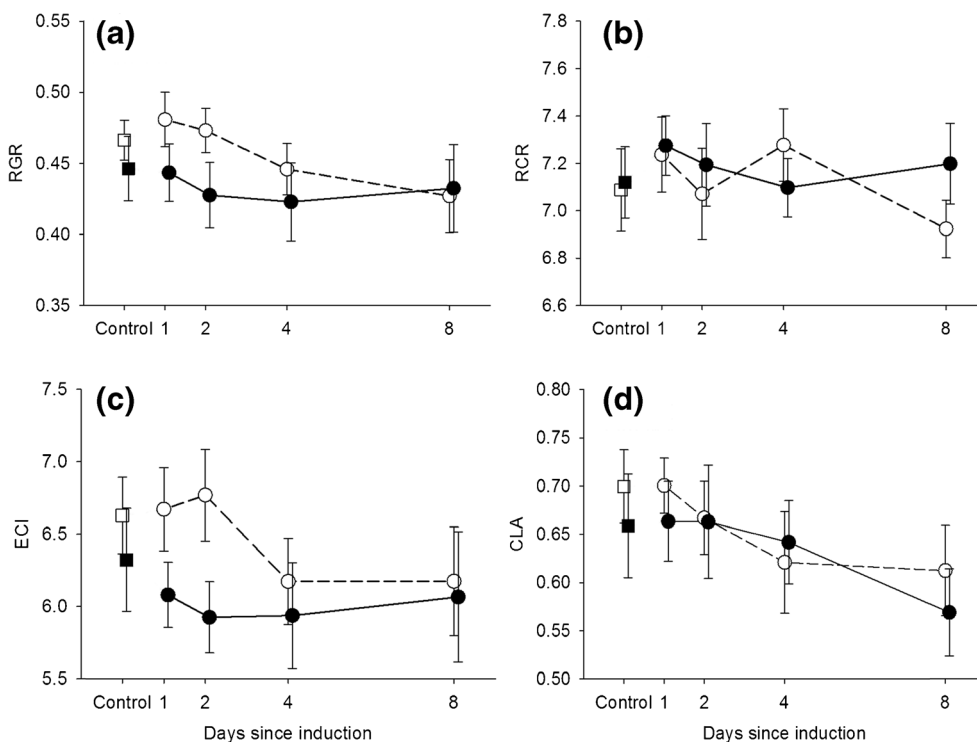 (a)
RGR
0.55
0.50
0.45
0.40
0.35
Control 1 2 4 8
(b)
RCR
7.8
7.6
7.4
7.2
7.0
6.8
6.6
Control 1 2 4 8
(c)
ECI
7.5
7.0
6.5
6.0
5.5
Control 1 2 4 8
Days since induction
(d)
CLA
0.80
0.75
0.70
0.65
0.60
0.55
0.50
Control 1 2 4 8
Days since induction